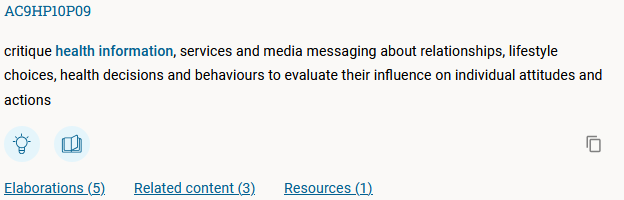 AC9HP10P09
critique health information, services and media messaging about relationships, lifestyle
choices, health decisions and behaviours to evaluate their influence on individual attitudes and
actions
Elaborations (5) Related content (3) Resources (1)